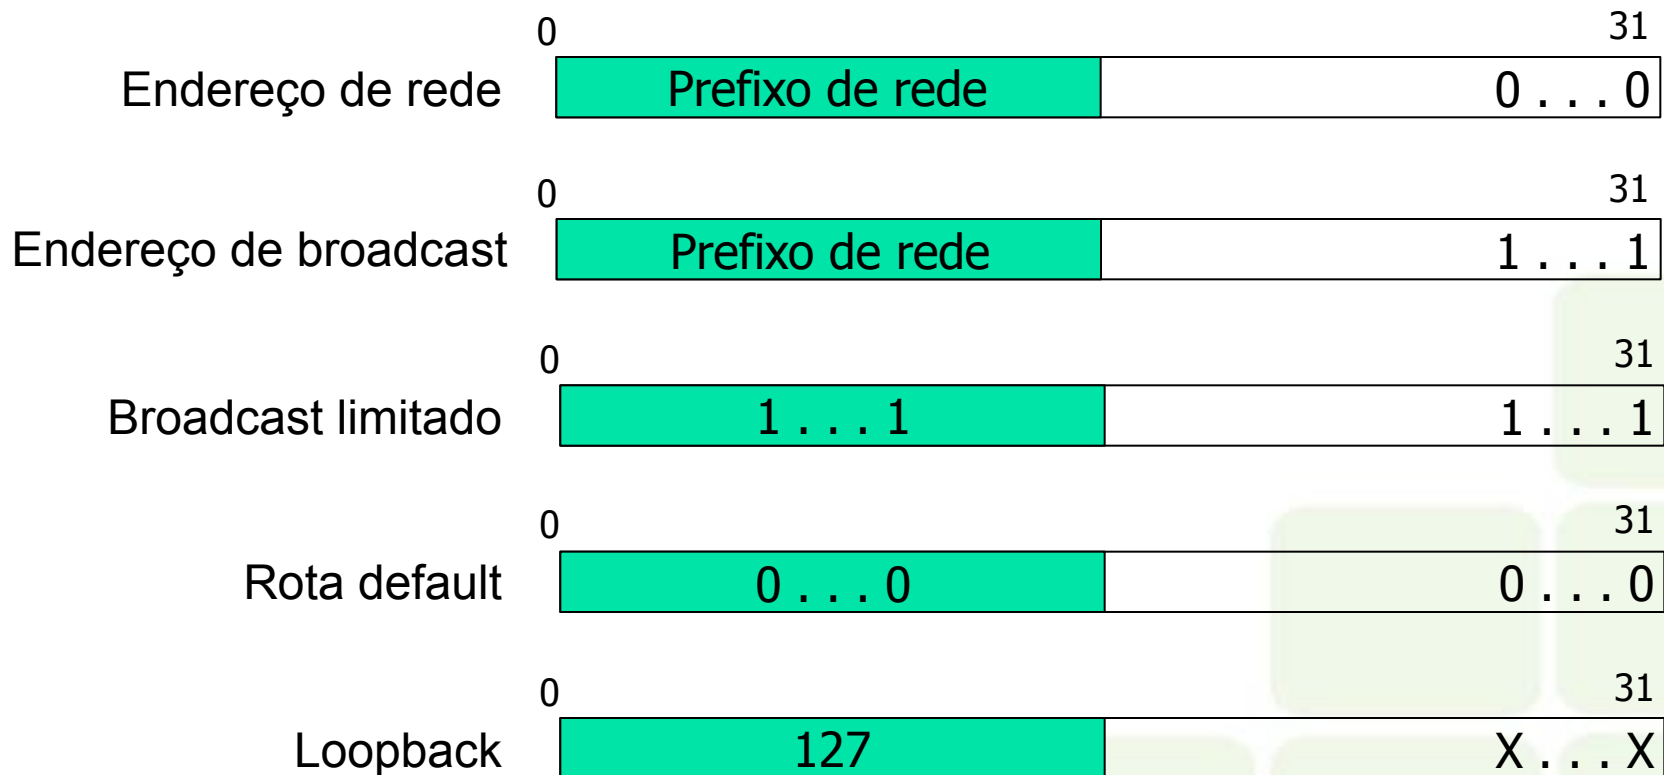 0 31
Endereço de rede Prefixo de rede 0 . . . 0
0 31
Endereço de broadcast Prefixo de rede 1 . . . 1
0 31
Broadcast limitado 1 . . . 1 1 . . . 1
0 31
Rota default 0 . . . 0 0 . . . 0
0 31
Loopback 127 X . . . X